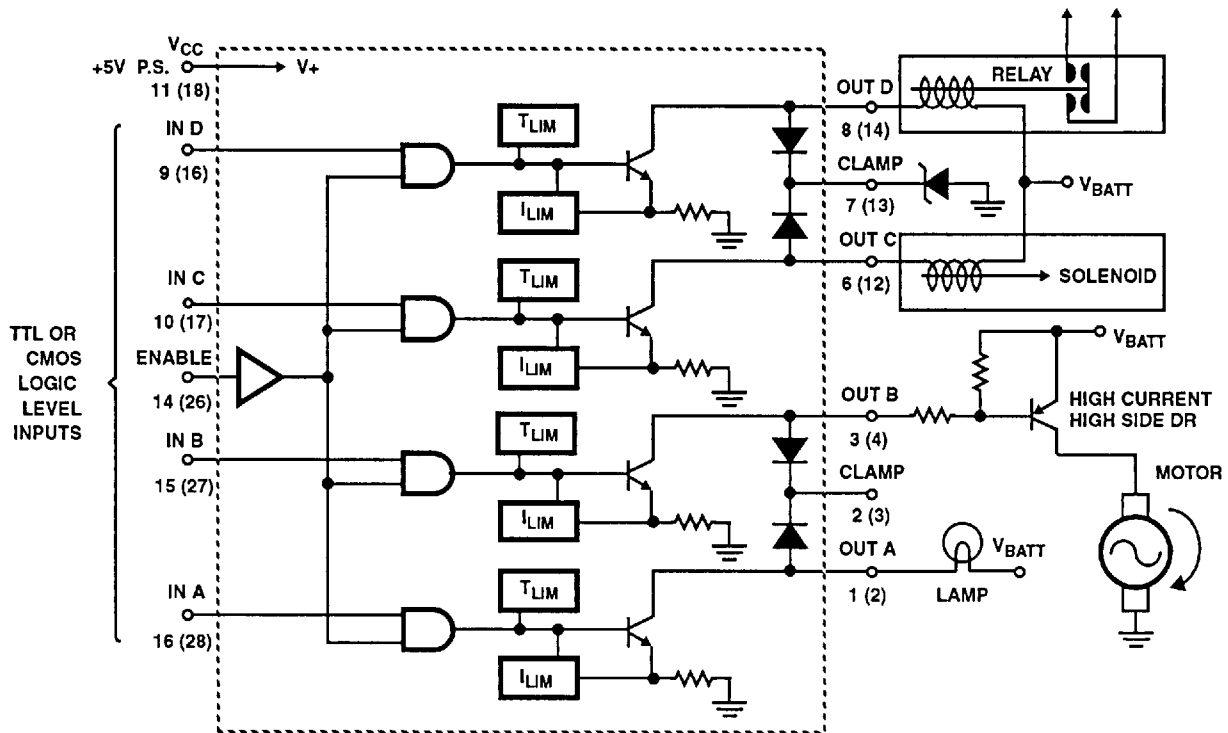 V_CC
+5V P.S.
V+
11 (18)
IN D
9 (16)
T_LIM
I_LIM
OUT D
8 (14)
RELAY
CLAMP
7 (13)
V_BATT
IN C
10 (17)
T_LIM
I_LIM
OUT C
6 (12)
SOLENOID
TTL OR
CMOS
LOGIC
LEVEL
INPUTS
ENABLE
14 (26)
V_BATT
HIGH CURRENT
HIGH SIDE DR
IN B
15 (27)
T_LIM
I_LIM
OUT B
3 (4)
CLAMP
2 (3)
MOTOR
IN A
16 (28)
T_LIM
I_LIM
OUT A
1 (2)
LAMP
V_BATT